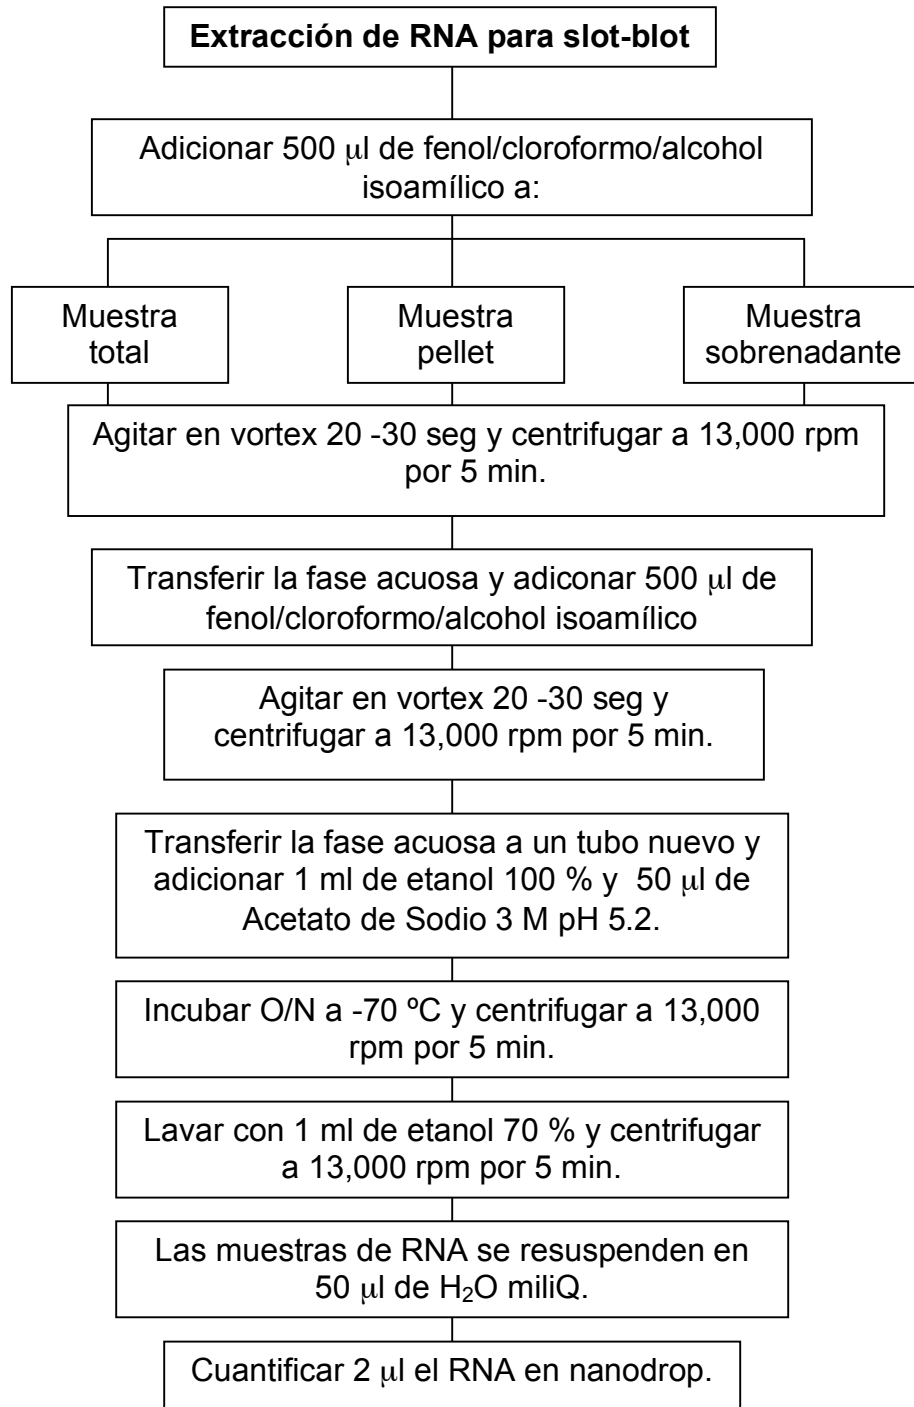 Extracción de RNA para slot-blot
Adicionar 500 μl de fenol/cloroformo/alcohol
isoamílico a:
Muestra
total
Muestra
pellet
Muestra
sobrenadante
Agitar en vortex 20 -30 seg y centrifugar a 13,000 rpm
por 5 min.
Transferir la fase acuosa y adiconar 500 μl de
fenol/cloroformo/alcohol isoamílico
Agitar en vortex 20 -30 seg y
centrifugar a 13,000 rpm por 5 min.
Transferir la fase acuosa a un tubo nuevo y
adicionar 1 ml de etanol 100 % y  50 μl de
Acetato de Sodio 3 M pH 5.2.
Incubar O/N a -70 ºC y centrifugar a 13,000
rpm por 5 min.
Lavar con 1 ml de etanol 70 % y centrifugar
a 13,000 rpm por 5 min.
Las muestras de RNA se resuspenden en
50 μl de H₂O miliQ.
Cuantificar 2 μl el RNA en nanodrop.